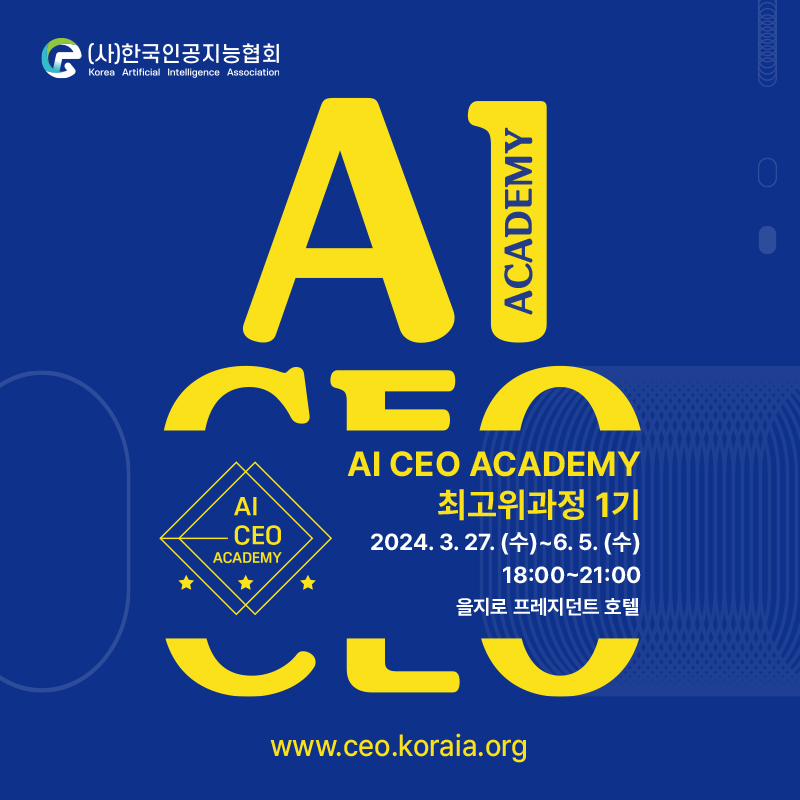 (사)한국인공지능협회
Korea Artificial Intelligence Association
AI
ACADEMY
CEO
AI CEO ACADEMY
최고위과정 1기
2024. 3. 27. (수)~6. 5. (수)
18:00~21:00
을지로 프레지던트 호텔
AI
CEO
ACADEMY
www.ceo.koraia.org